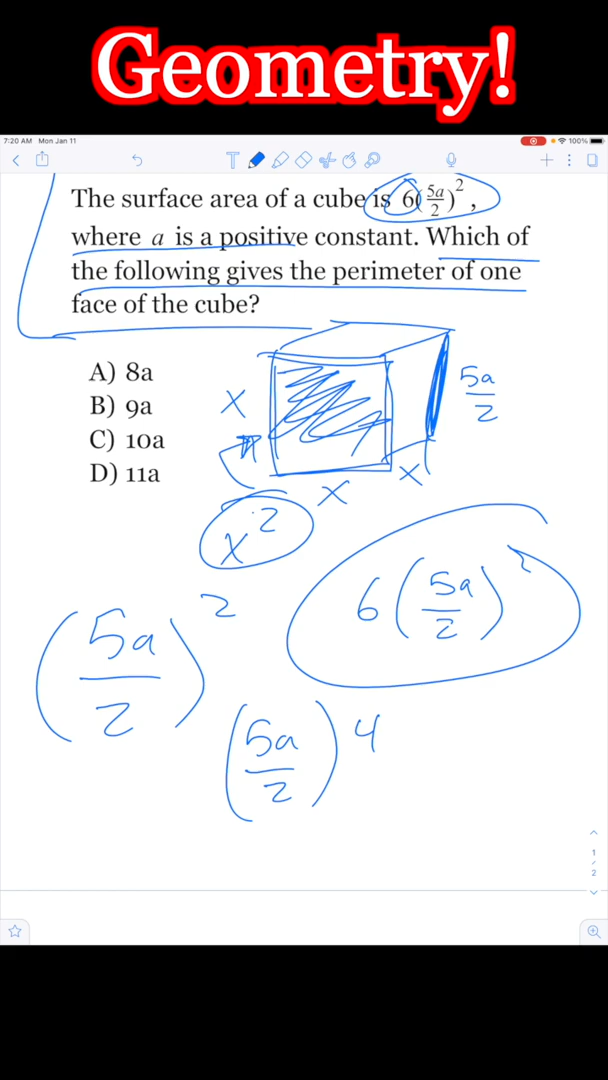 Geometry!
7:20 AM Mon Jan 11
100%
T
The surface area of a cube is 6(5a/2)^2,
where a is a positive constant. Which of
the following gives the perimeter of one
face of the cube?
A) 8a
B) 9a
C) 10a
D) 11a
5a/2
x
x
x
x^2
6(5a/2)^2
(5a/2)^2
(5a/2)4
1
/
2